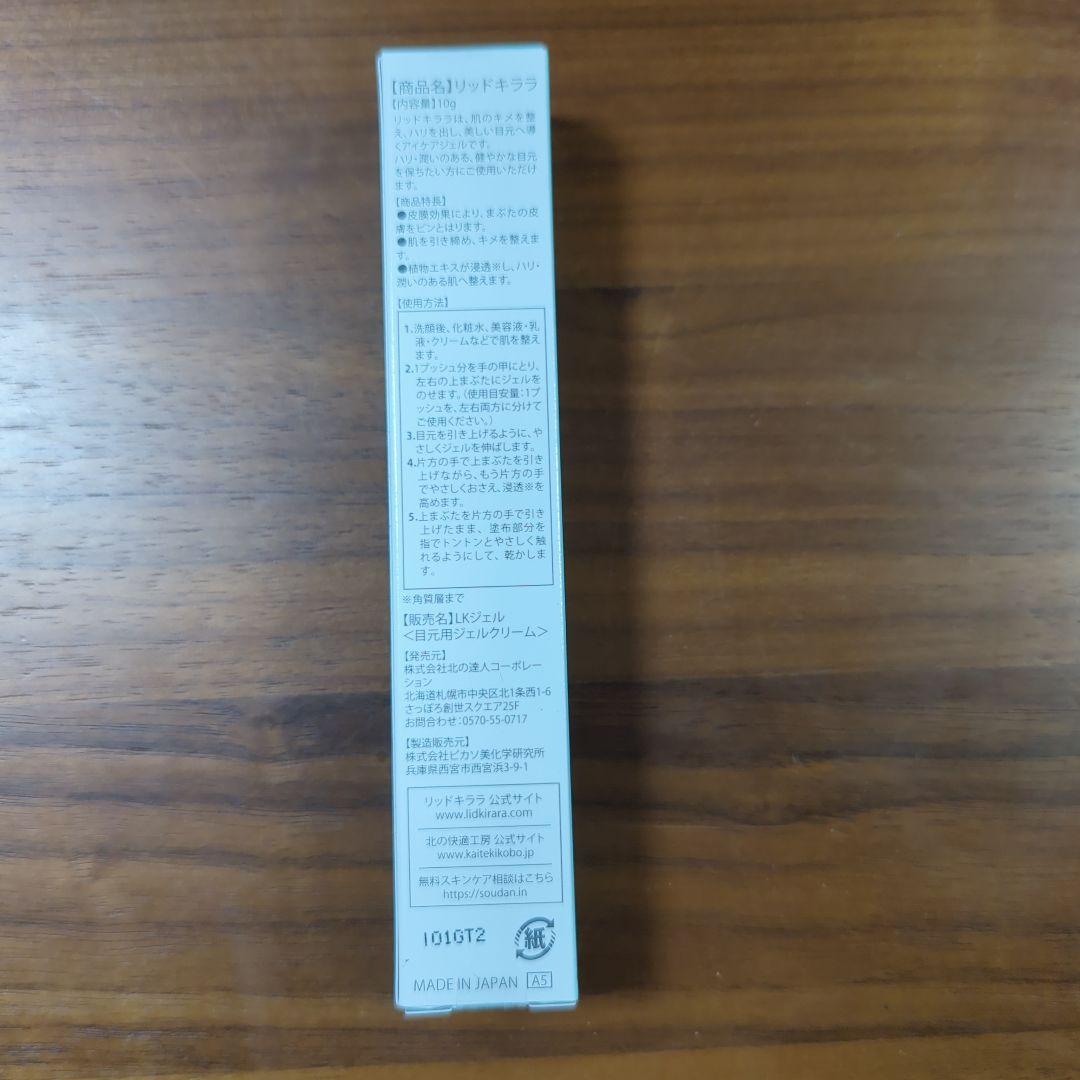 【商品名】リッドキララ
【内容量】10g
リッドキララは、肌のキメを整
え、ハリを出し、美しい目元へ導
くアイケアジェルです。
ハリ・潤いのある、健やかな目元
を保ちたい方にご使用いただけ
ます。
【商品特長】
●皮膜効果により、まぶたの皮
膚をピンとはります。
●肌を引き締め、キメを整えま
す。
●植物エキスが浸透※し、ハリ・
潤いのある肌へ整えます。
【使用方法】
1.洗顔後、化粧水、美容液・乳
液・クリームなどで肌を整え
ます。
2.1プッシュ分を手の甲にとり、
左右の上まぶたにジェルを
のせます。(使用目安量:1プ
ッシュを、左右両方に分けて
ご使用ください。)
3.目元を引き上げるように、や
さしくジェルを伸ばします。
4.片方の手で上まぶたを引き
上げながら、もう片方の手
でやさしくおさえ、浸透※を
高めます。
5.上まぶたを片方の手で引き
上げたまま、塗布部分を
指でトントンとやさしく触
れるようにして、乾かしま
す。
※角質層まで
【販売名】LKジェル
＜目元用ジェルクリーム＞
【発売元】
株式会社北の達人コーポレー
ション
北海道札幌市中央区北1条西1-6
さっぽろ創世スクエア25F
お問合わせ:0570-55-0717
【製造販売元】
株式会社ピカソ美化学研究所
兵庫県西宮市西宮浜3-9-1
リッドキララ 公式サイト
www.lidkirara.com
北の快適工房 公式サイト
www.kaitekikobo.jp
無料スキンケア相談はこちら
https://soudan.in
I01GT2
紙
MADE IN JAPAN A5